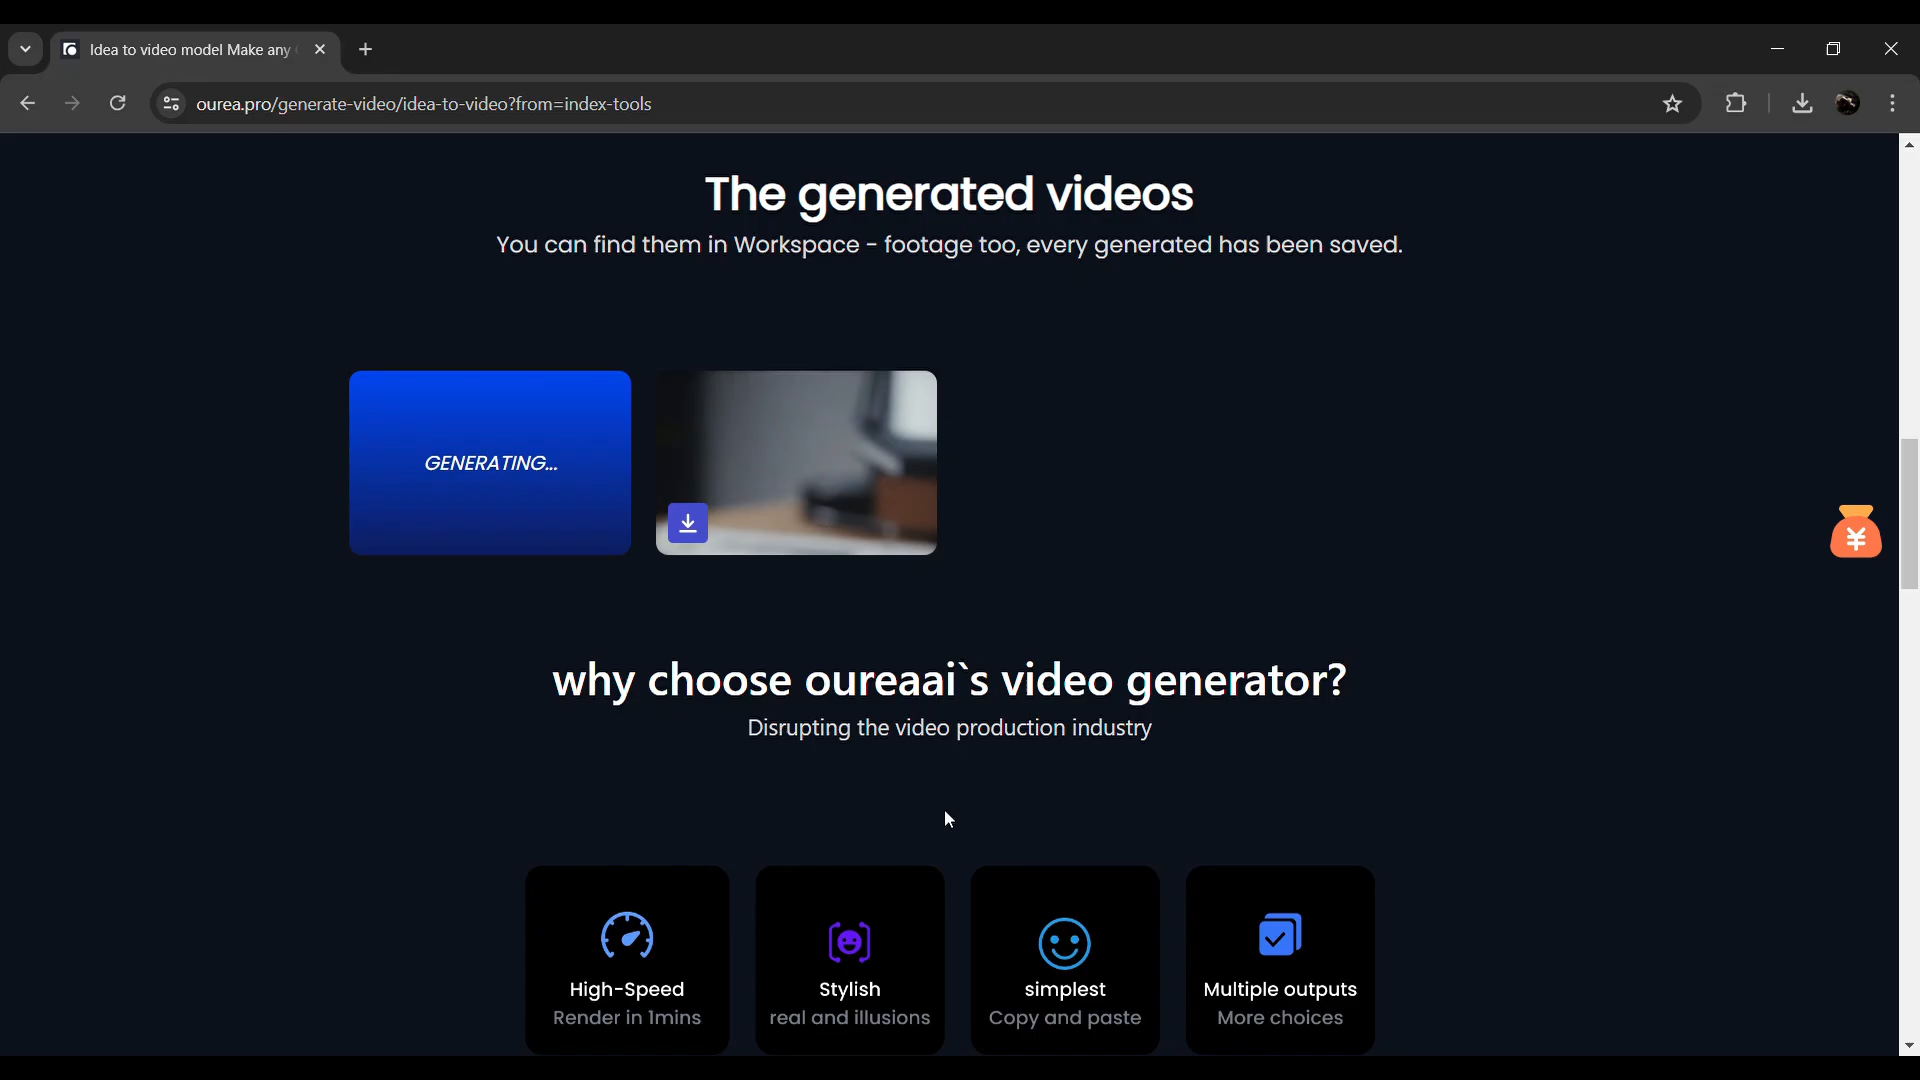 Idea to video model Make any
ourea.pro/generate-video/idea-to-video?from=index-tools
The generated videos
You can find them in Workspace - footage too, every generated has been saved.
GENERATING...
¥
why choose oureaai`s video generator?
Disrupting the video production industry
High-Speed
Render in 1mins
Stylish
real and illusions
simplest
Copy and paste
Multiple outputs
More choices